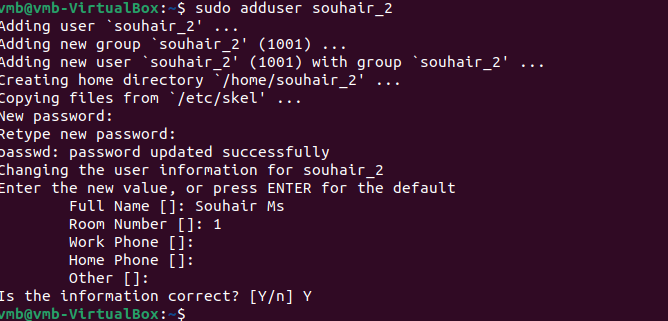 vmb@vmb-VirtualBox:~$ sudo adduser souhair_2
Adding user `souhair_2' ...
Adding new group `souhair_2' (1001) ...
Adding new user `souhair_2' (1001) with group `souhair_2' ...
Creating home directory `/home/souhair_2' ...
Copying files from `/etc/skel' ...
New password:
Retype new password:
passwd: password updated successfully
Changing the user information for souhair_2
Enter the new value, or press ENTER for the default
        Full Name []: Souhair Ms
        Room Number []: 1
        Work Phone []:
        Home Phone []:
        Other []:
Is the information correct? [Y/n] Y
vmb@vmb-VirtualBox:~$